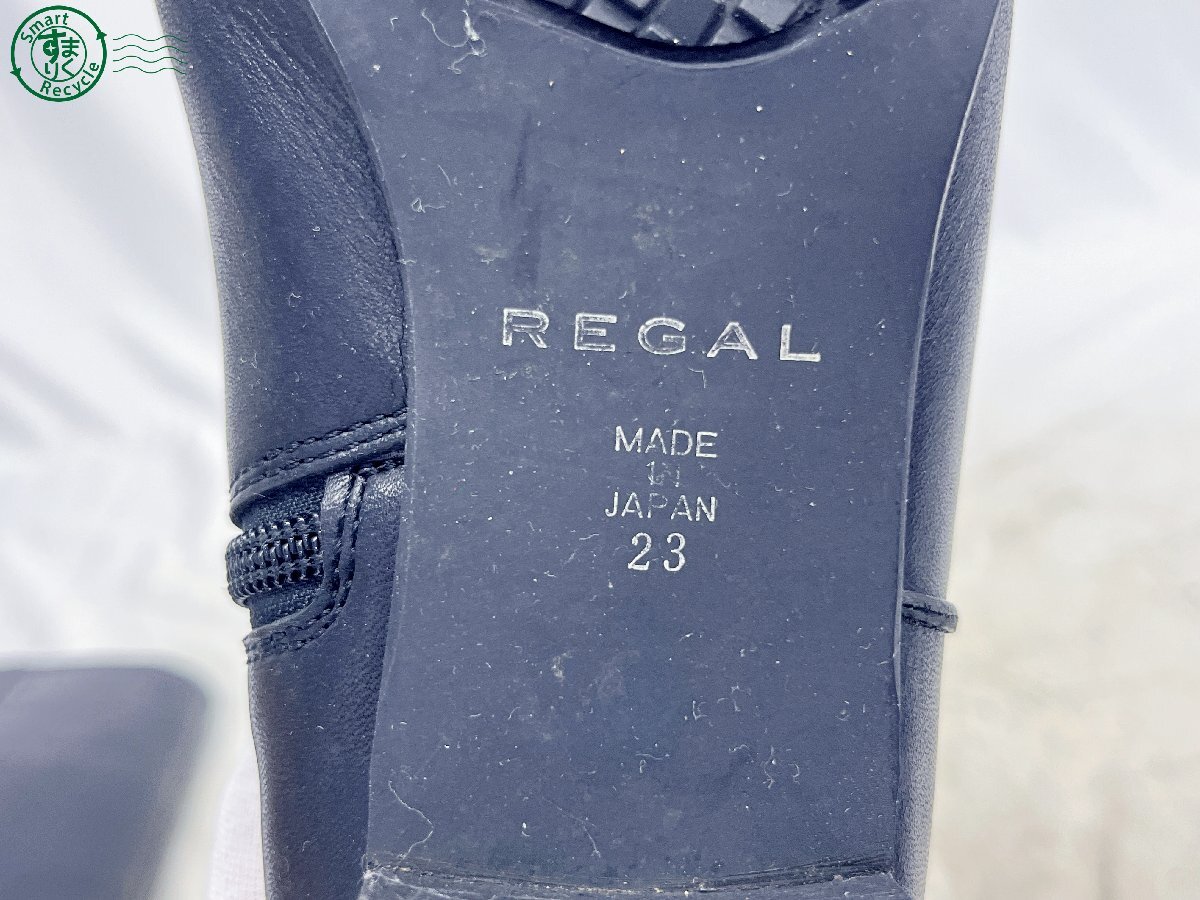 Smart
すまりく
Recycle
REGAL
MADE
IN
JAPAN
23